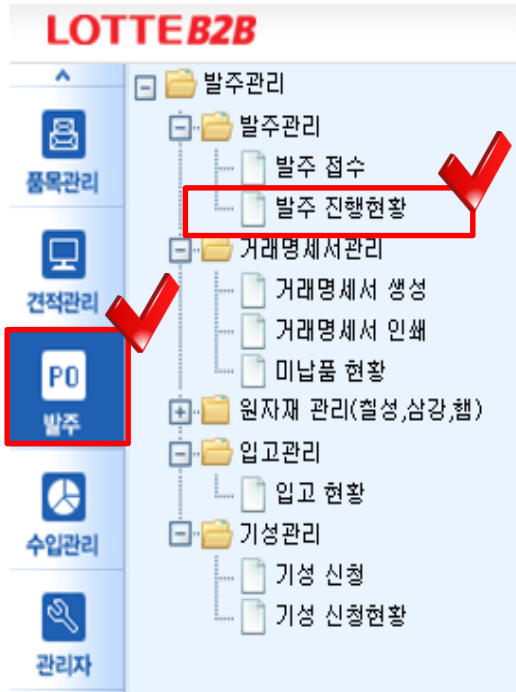 LOTTE B2B
품목관리
견적관리
PO
발주
수입관리
관리자
발주관리
발주관리
발주 접수
발주 진행현황
거래명세서관리
거래명세서 생성
거래명세서 인쇄
미납품 현황
원자재 관리(칠성,삼강,햄)
입고관리
입고 현황
기성관리
기성 신청
기성 신청현황